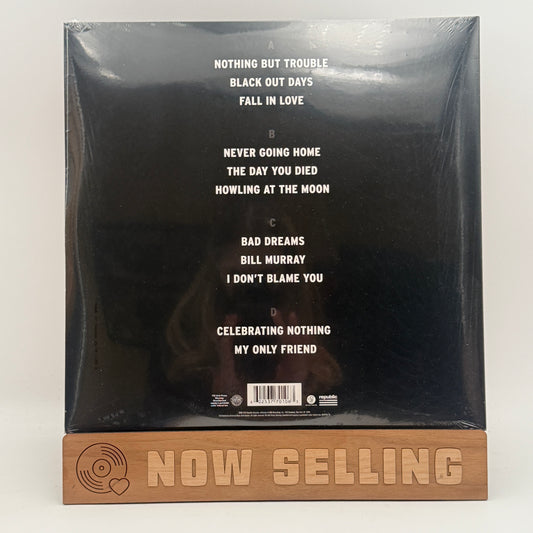 A
NOTHING BUT TROUBLE
BLACK OUT DAYS
FALL IN LOVE
B
NEVER GOING HOME
THE DAY YOU DIED
HOWLING AT THE MOON
C
BAD DREAMS
BILL MURRAY
I DON'T BLAME YOU
D
CELEBRATING NOTHING
MY ONLY FRIEND
republic
NOW SELLING